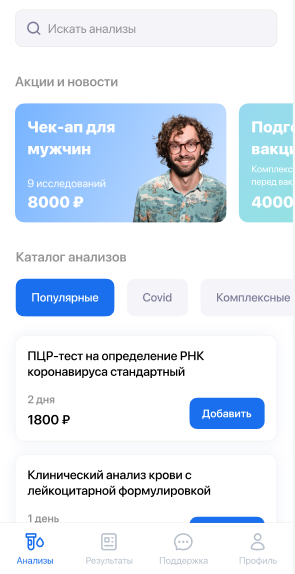 Искать анализы
Акции и новости
Чек-ап для
мужчин
9 исследований
8000 ₽
Подго
вакци
Комплекс
перед вак
4000
Каталог анализов
Популярные
Covid
Комплексные
ПЦР-тест на определение РНК
коронавируса стандартный
2 дня
1800 ₽
Добавить
Клинический анализ крови с
лейкоцитарной формулировкой
1 день
Анализы
Результаты
Поддержка
Профиль